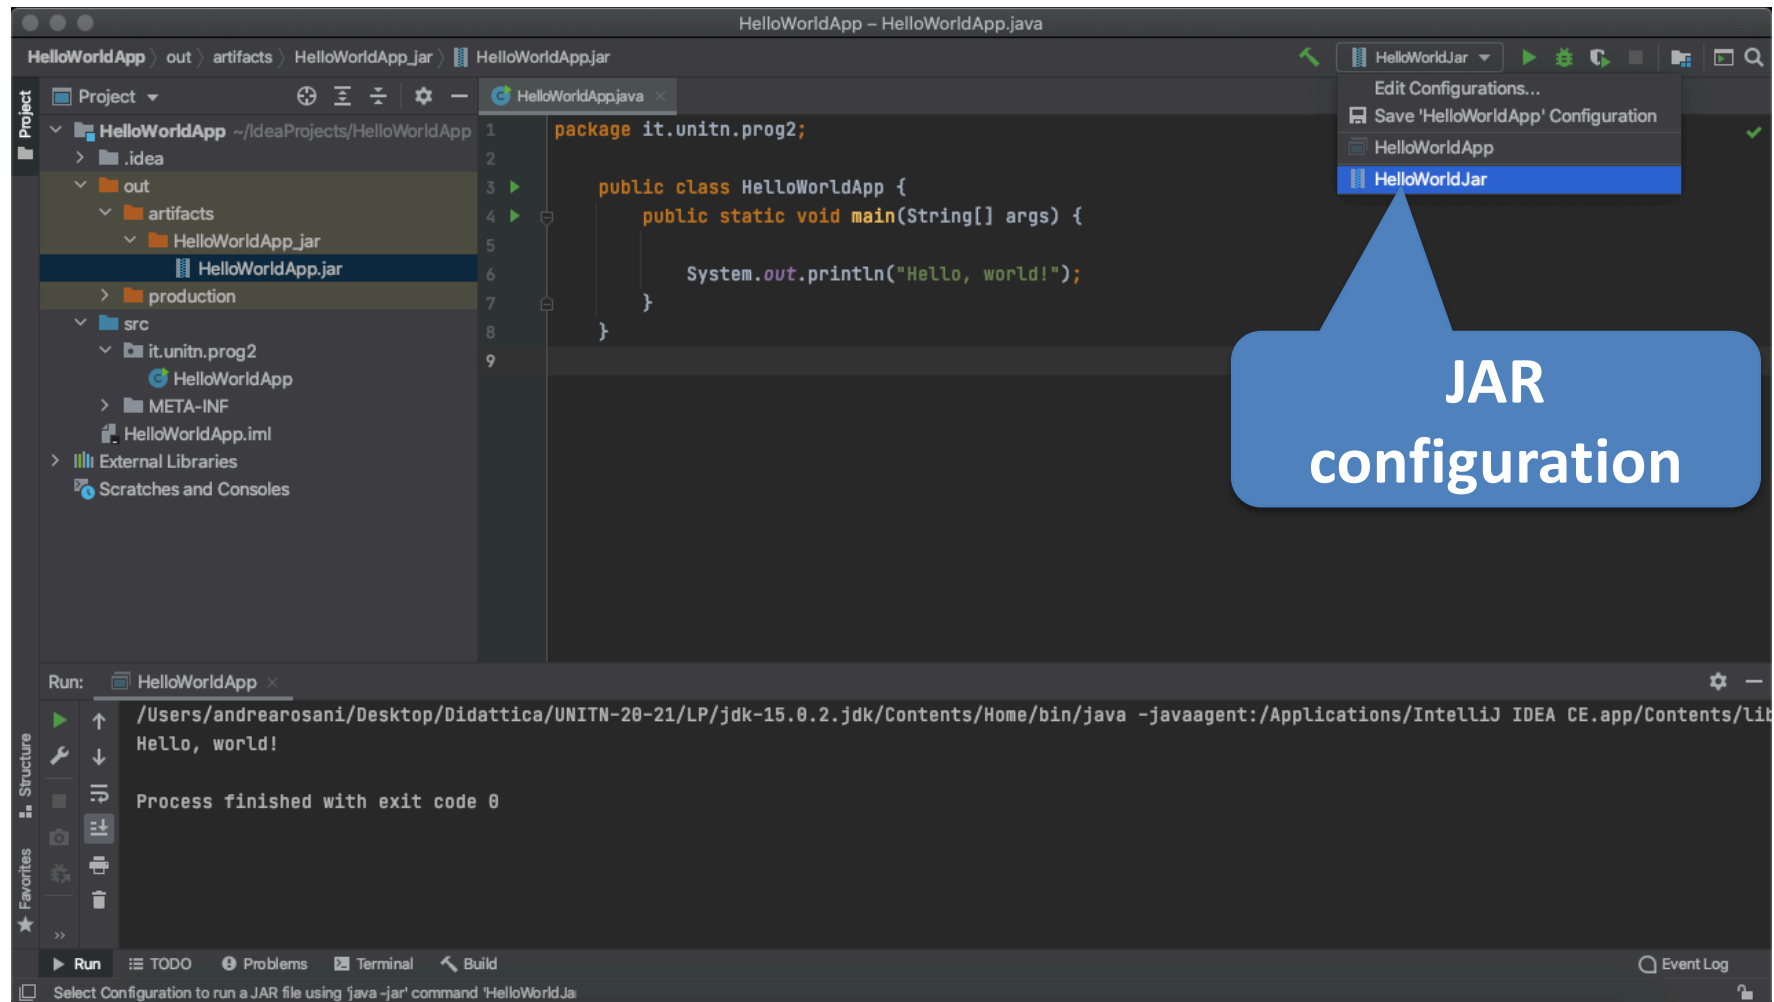 HelloWorldApp – HelloWorldApp.java
HelloWorldApp out artifacts HelloWorldApp_jar HelloWorldApp.jar
HelloWorldJar
Edit Configurations...
Save 'HelloWorldApp' Configuration
HelloWorldApp
HelloWorldJar
Project
Project
HelloWorldApp ~/IdeaProjects/HelloWorldApp
.idea
out
artifacts
HelloWorldApp_jar
HelloWorldApp.jar
production
src
it.unitn.prog2
HelloWorldApp
META-INF
HelloWorldApp.iml
External Libraries
Scratches and Consoles
HelloWorldApp.java
1 package it.unitn.prog2;
2
3 public class HelloWorldApp {
4 public static void main(String[] args) {
5
6 System.out.println("Hello, world!");
7 }
8 }
9
JAR
configuration
Run: HelloWorldApp
/Users/andrearosani/Desktop/Didattica/UNITN-20-21/LP/jdk-15.0.2.jdk/Contents/Home/bin/java -javaagent:/Applications/IntelliJ IDEA CE.app/Contents/lib
Hello, world!
Process finished with exit code 0
Structure
Favorites
Run TODO Problems Terminal Build
Event Log
Select Configuration to run a JAR file using 'java -jar' command 'HelloWorldJa